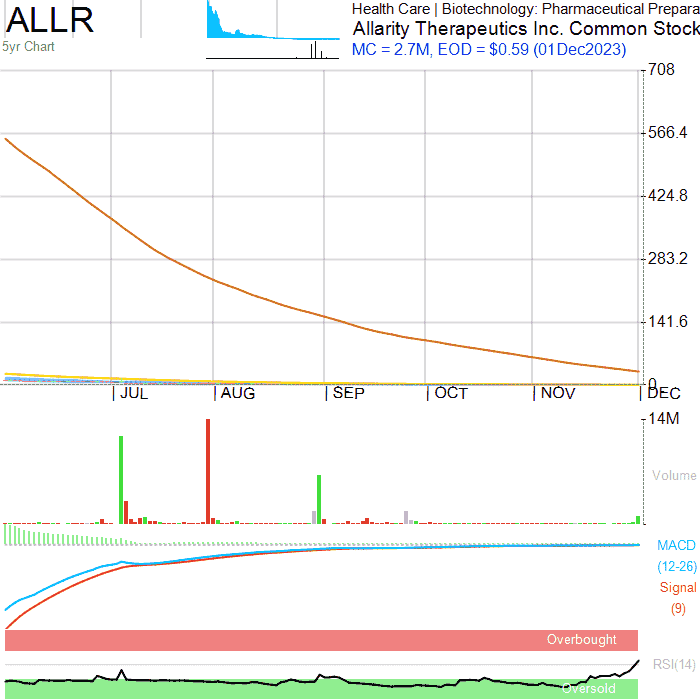 ALLR
5yr Chart
Health Care | Biotechnology: Pharmaceutical Prepara
Allarity Therapeutics Inc. Common Stock
MC = 2.7M, EOD = $0.59 (01Dec2023)
708
566.4
424.8
283.2
141.6
0
| JUL | AUG | SEP | OCT | NOV | DEC
14M
Volume
MACD
(12-26)
Signal
(9)
Overbought
RSI(14)
Oversold